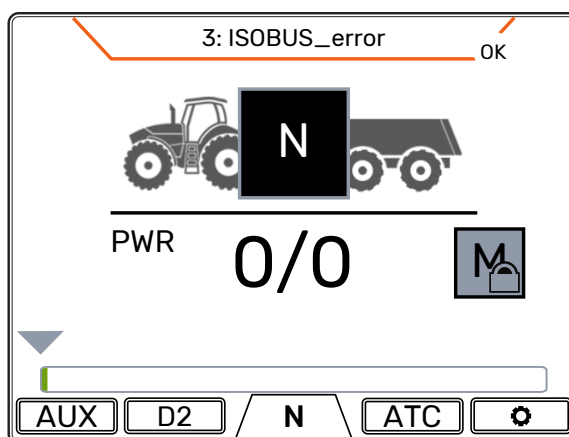 3: ISOBUS_error
OK
N
PWR
0/0
M
AUX
D2
N
ATC